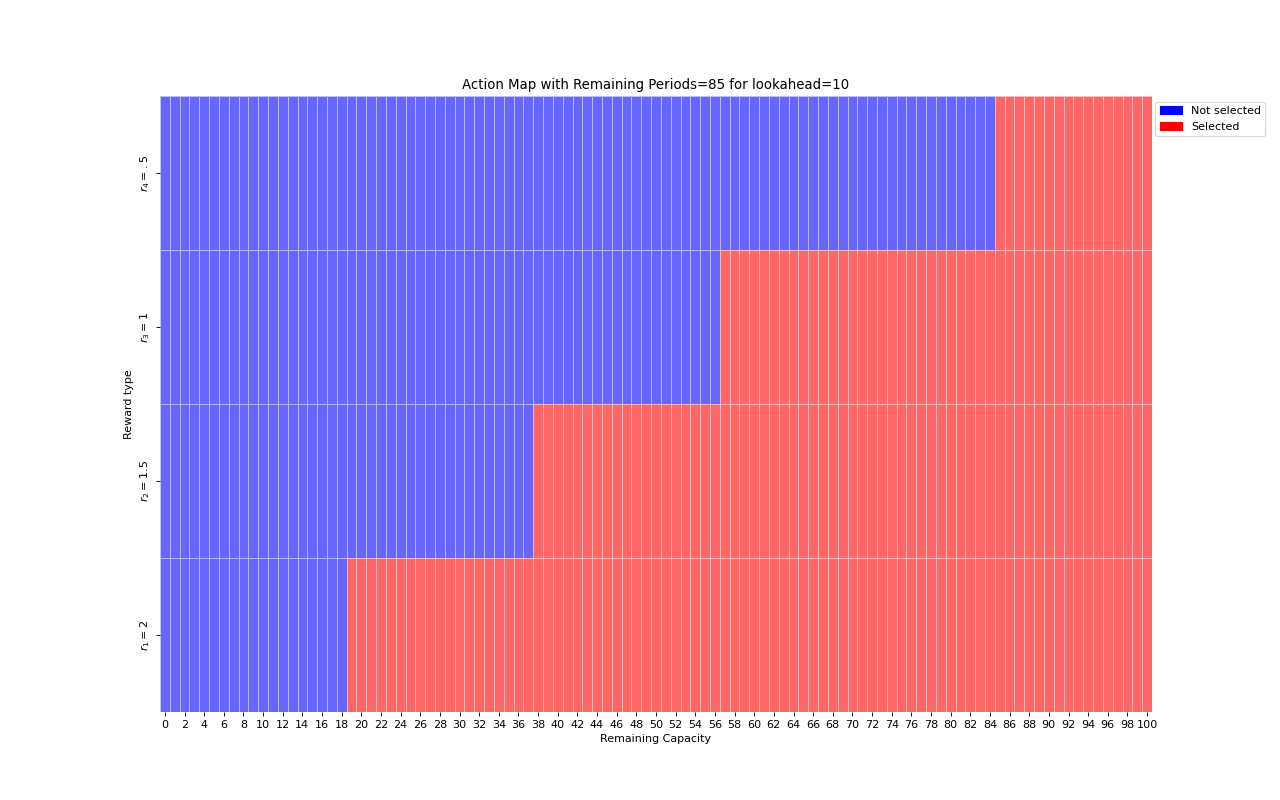 Action Map with Remaining Periods=85 for lookahead=10
Not selected
Selected
r₄ = .5
r₃ = 1
r₂ = 1.5
r₁ = 2
Reward type
0 2 4 6 8 10 12 14 16 18 20 22 24 26 28 30 32 34 36 38 40 42 44 46 48 50 52 54 56 58 60 62 64 66 68 70 72 74 76 78 80 82 84 86 88 90 92 94 96 98 100
Remaining Capacity